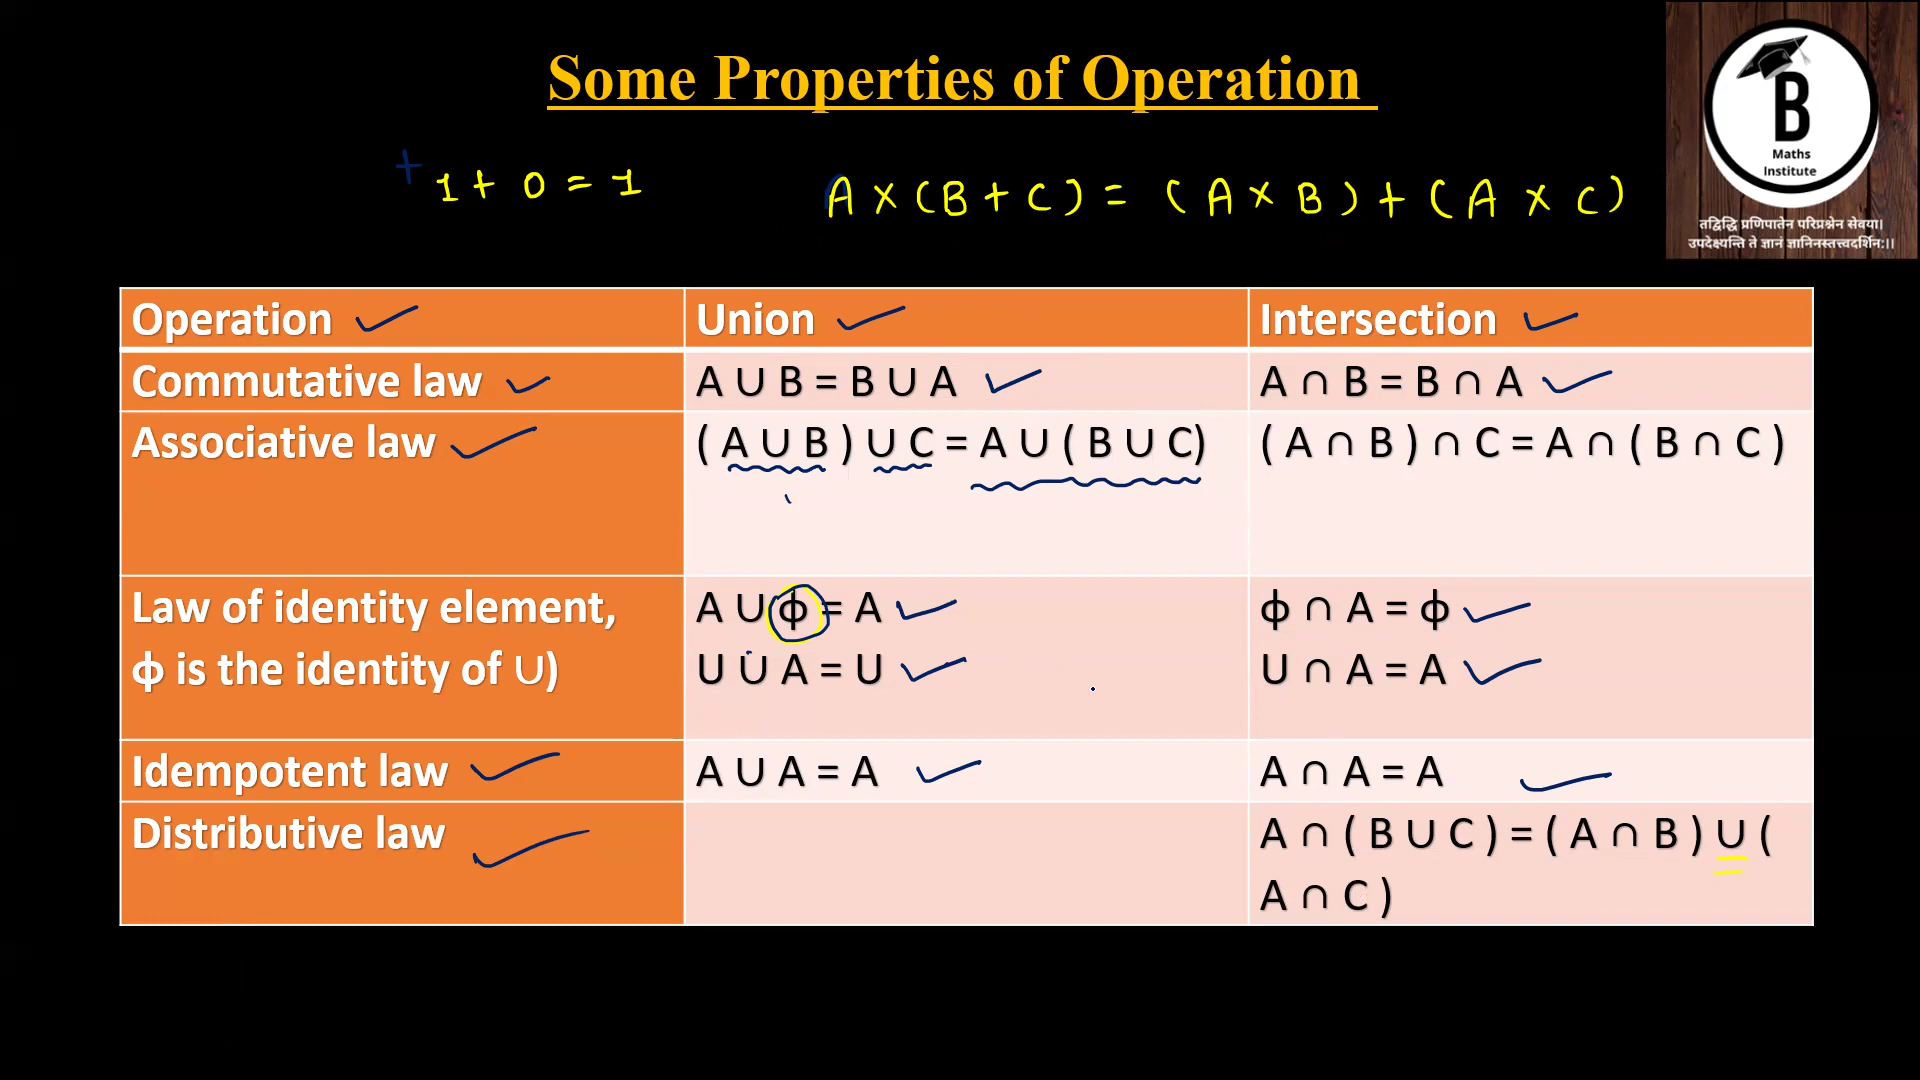 Some Properties of Operation
+ 1 + 0 = 1
A × (B + C) = (A × B) + (A × C)
B
Maths
Institute
तद्विद्धि प्रणिपातेन परिप्रश्नेन सेवया।
उपदेक्ष्यन्ति ते ज्ञानं ज्ञानिनस्तत्त्वदर्शिन:।।
Operation Union Intersection
Commutative law A ∪ B = B ∪ A A ∩ B = B ∩ A
Associative law ( A ∪ B ) ∪ C = A ∪ ( B ∪ C) ( A ∩ B ) ∩ C = A ∩ ( B ∩ C )
Law of identity element, A ∪ ϕ = A ϕ ∩ A = ϕ
ϕ is the identity of ∪) U ∪ A = U U ∩ A = A
Idempotent law A ∪ A = A A ∩ A = A
Distributive law A ∩ ( B ∪ C ) = ( A ∩ B ) ∪ (
A ∩ C )